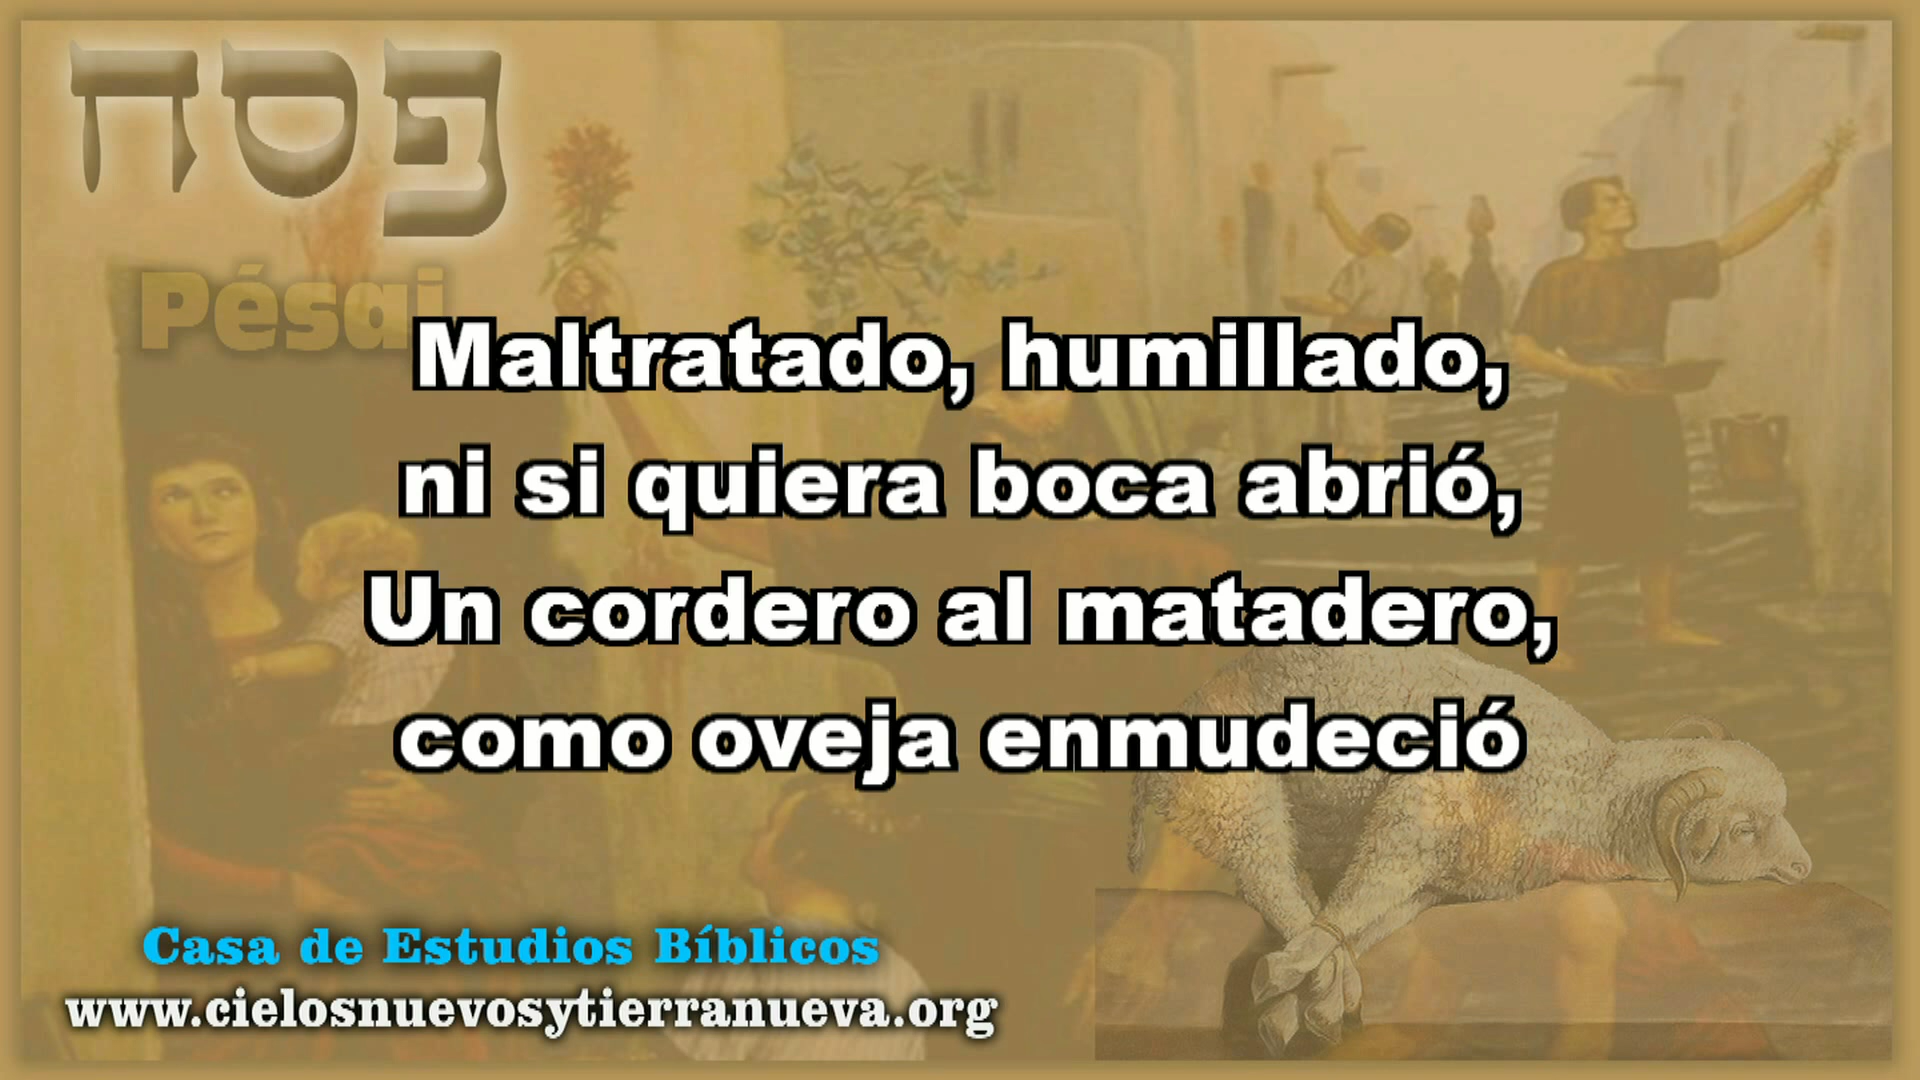 פסח
Pésaj
Maltratado, humillado,
ni si quiera boca abrió,
Un cordero al matadero,
como oveja enmudeció
Casa de Estudios Bíblicos
www.cielosnuevosytierranueva.org